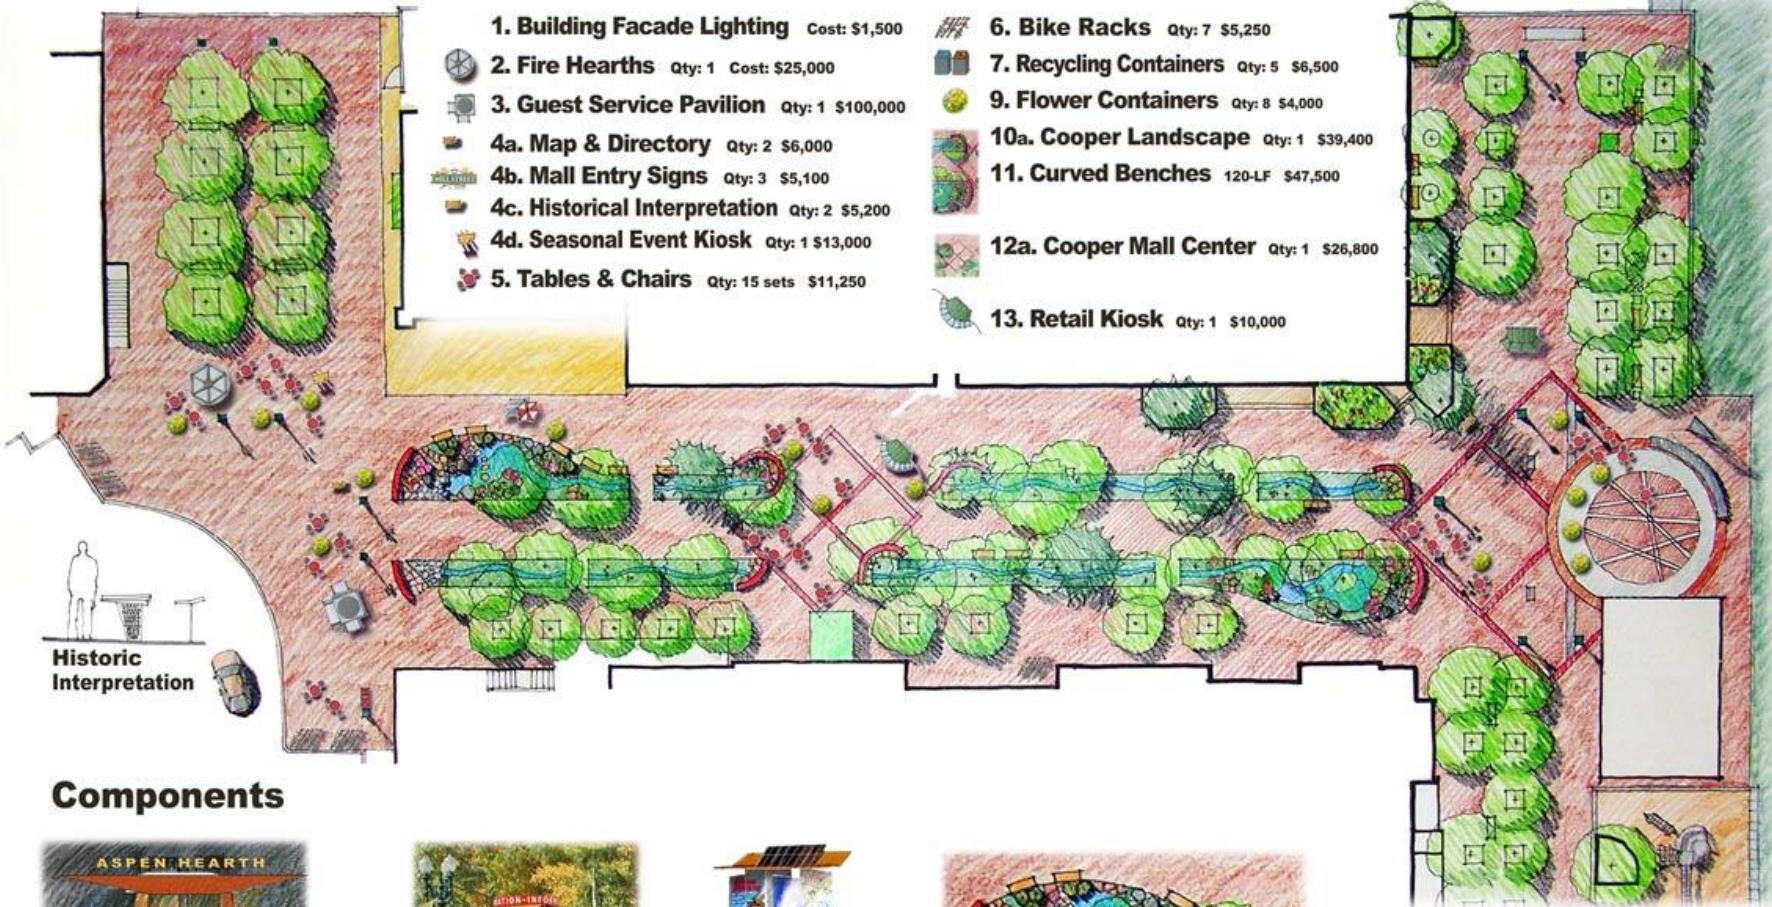 1. Building Facade Lighting Cost: $1,500
2. Fire Hearths Qty: 1 Cost: $25,000
3. Guest Service Pavilion Qty: 1 $100,000
4a. Map & Directory Qty: 2 $6,000
4b. Mall Entry Signs Qty: 3 $5,100
4c. Historical Interpretation Qty: 2 $5,200
4d. Seasonal Event Kiosk Qty: 1 $13,000
5. Tables & Chairs Qty: 15 sets $11,250
6. Bike Racks Qty: 7 $5,250
7. Recycling Containers Qty: 5 $6,500
9. Flower Containers Qty: 8 $4,000
10a. Cooper Landscape Qty: 1 $39,400
11. Curved Benches 120-LF $47,500
12a. Cooper Mall Center Qty: 1 $26,800
13. Retail Kiosk Qty: 1 $10,000
Historic
Interpretation
Components
ASPEN HEARTH